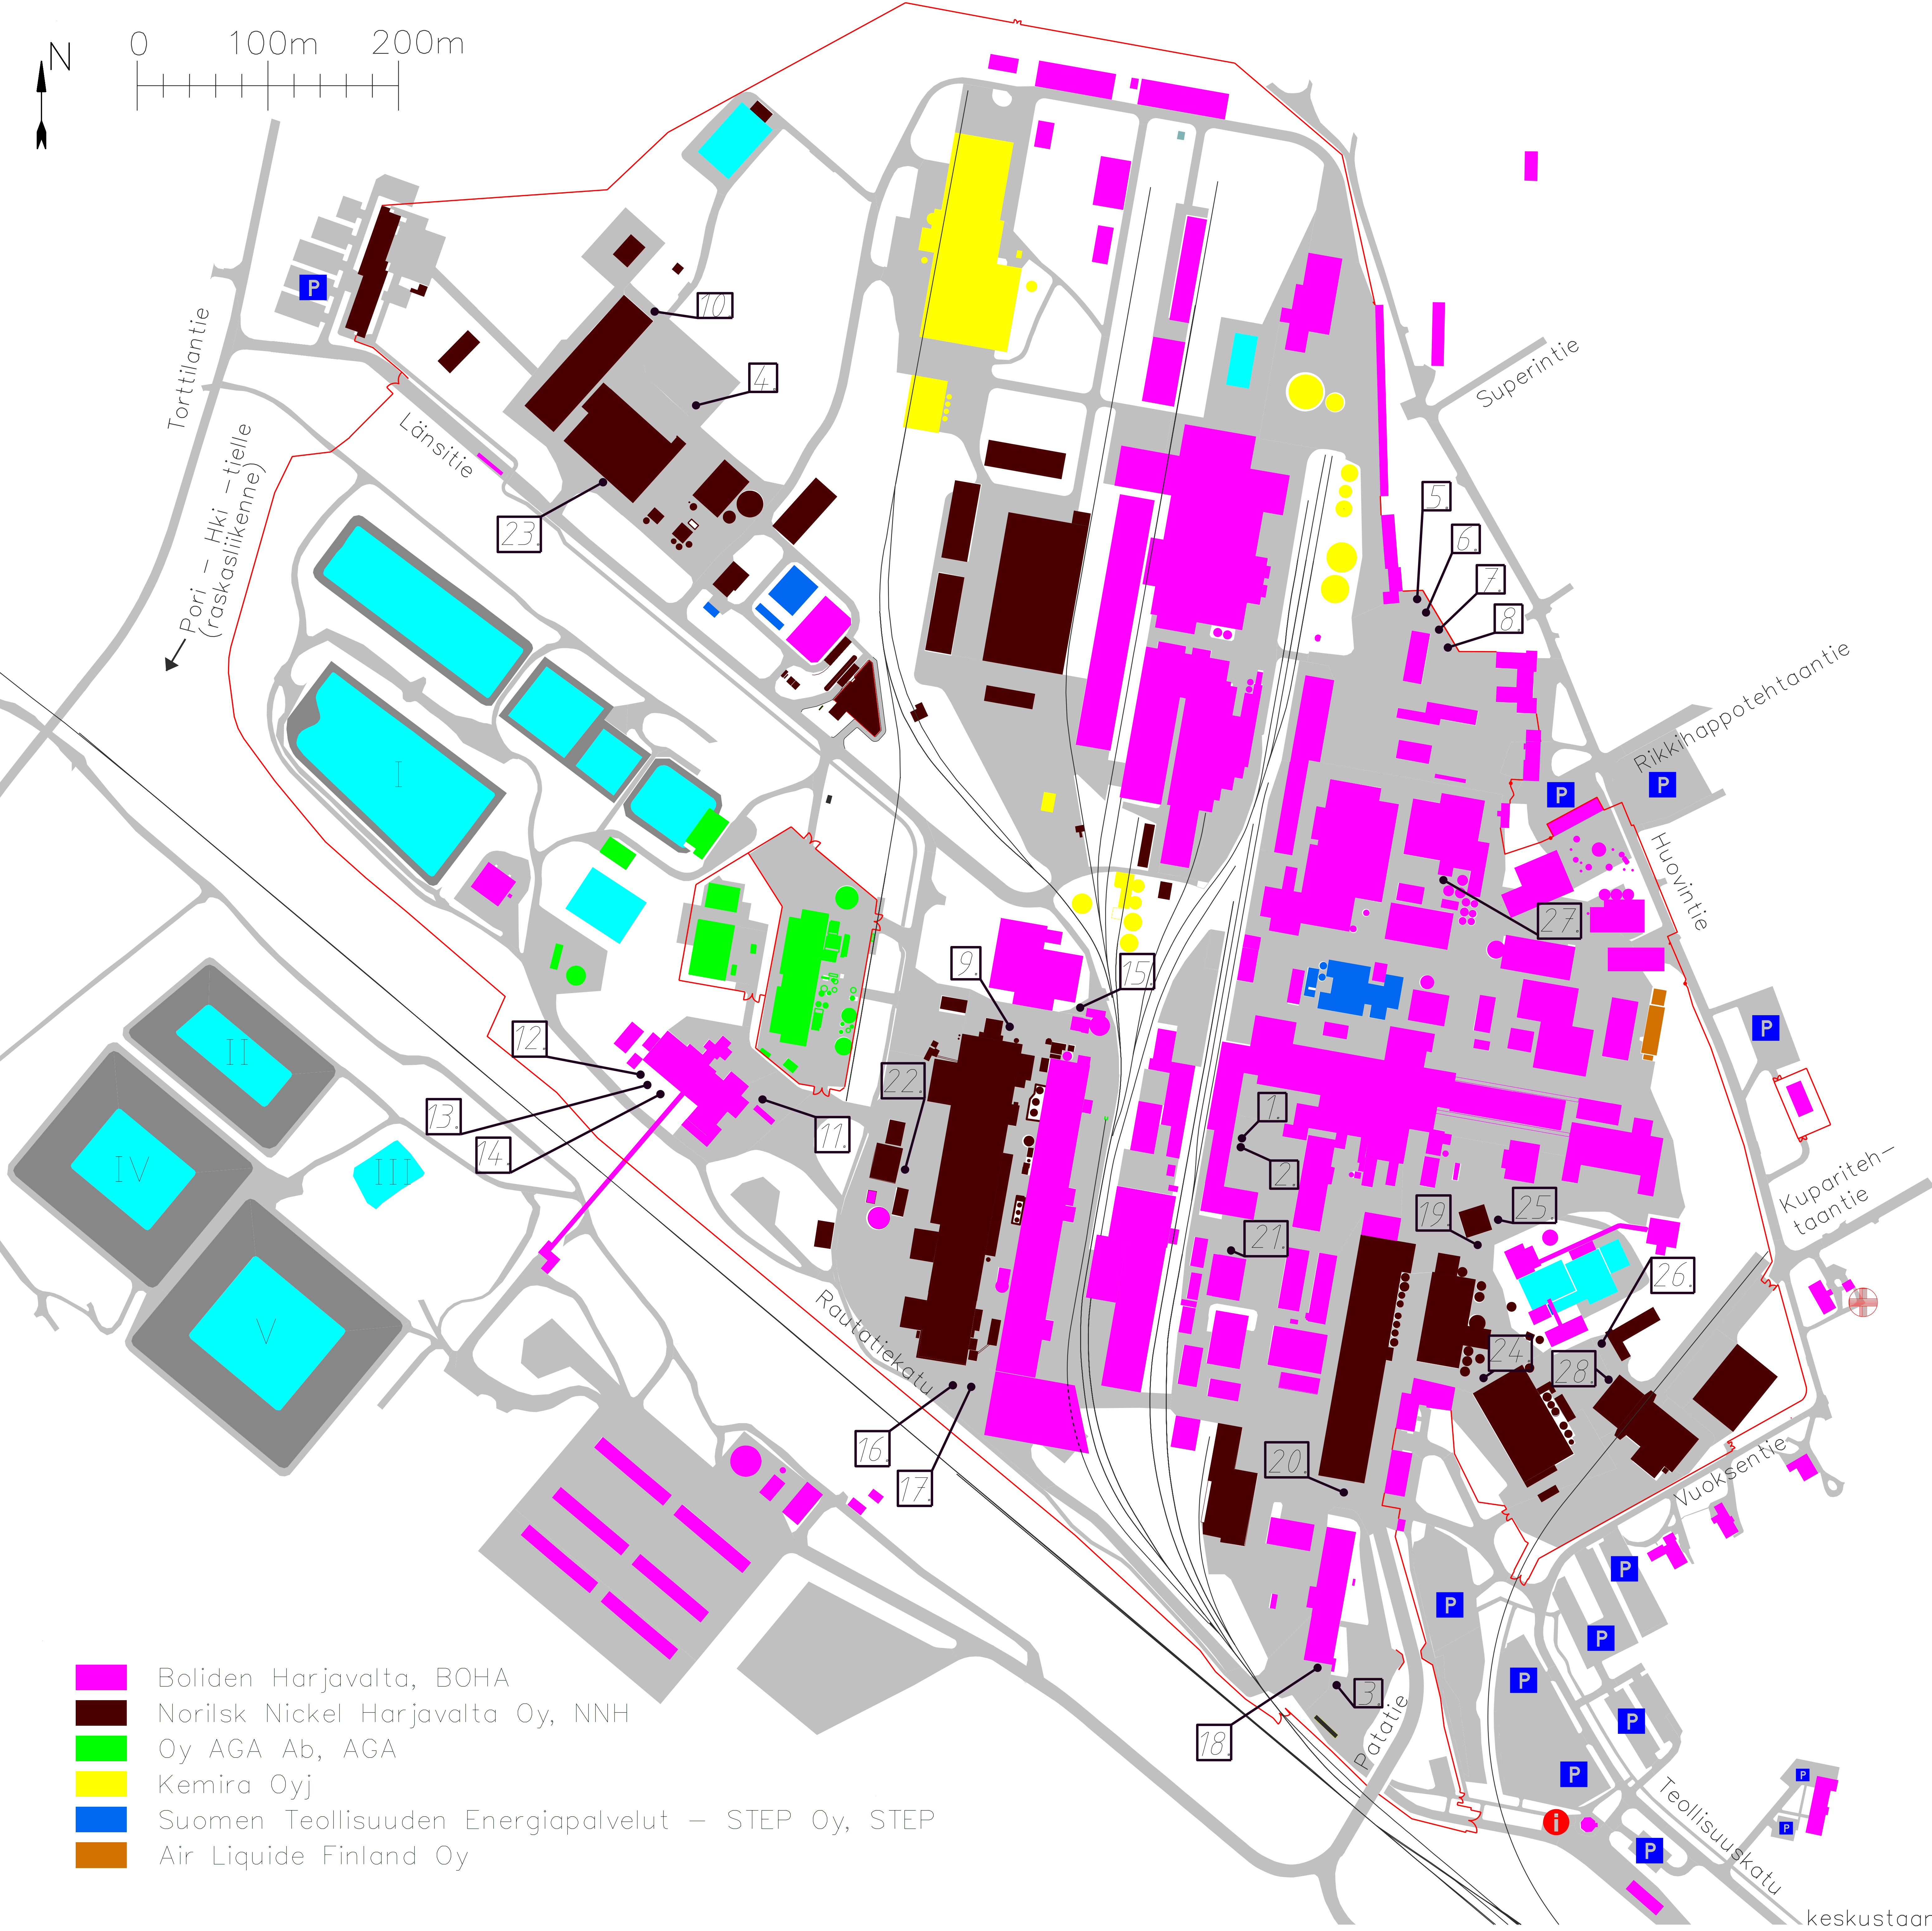 N
0 100m 200m
Torttilantie
P
10.
4.
Länsitie
23.
Superintie
Pori - Hki -tielle
(raskasliikenne)
5.
6.
7.
8.
Rikkihappotehtaantie
P
P
I
Huovintie
27.
9.
15.
P
12.
II
22.
13.
14.
11.
1.
IV
III
2.
Kupariteh-
taantie
19.
25.
21.
26.
V
Rautatiekatu
24.
28.
16.
20.
17.
Vuoksentie
P
P
P
P
Boliden Harjavalta, BOHA
P
3.
Norilsk Nickel Harjavalta Oy, NNH
18.
Patatie
Oy AGA Ab, AGA
P
P
Kemira Oyj
Teollisuuskatu
Suomen Teollisuuden Energiapalvelut - STEP Oy, STEP
i
P
P
Air Liquide Finland Oy
keskustaan